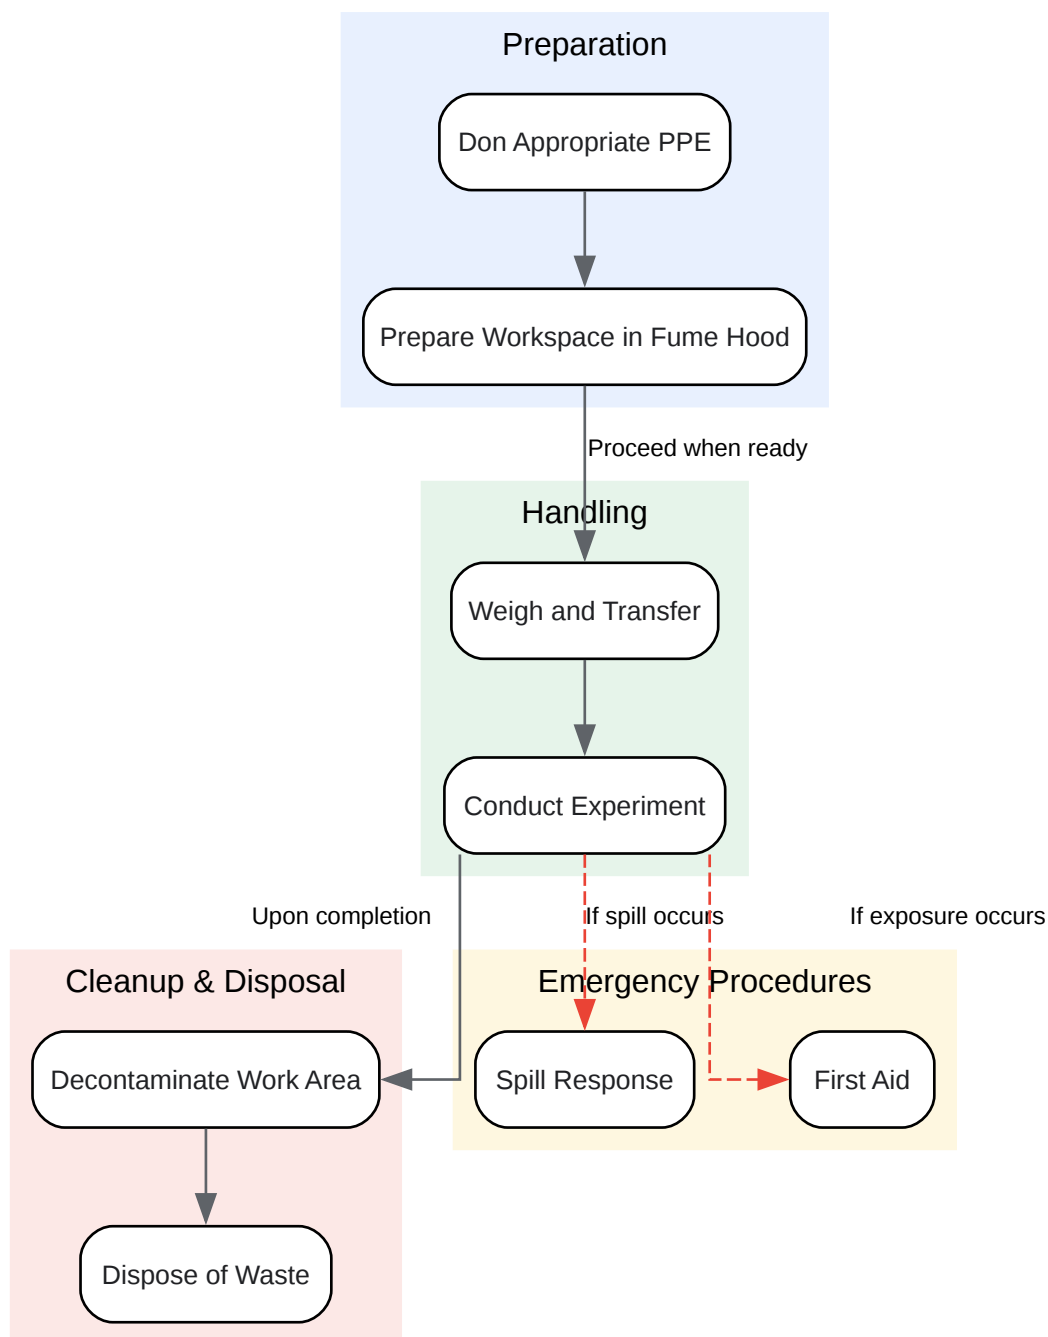 Preparation
Don Appropriate PPE
Prepare Workspace in Fume Hood
Proceed when ready
Handling
Weigh and Transfer
Conduct Experiment
Upon completion
If spill occurs
If exposure occurs
Cleanup & Disposal
Emergency Procedures
Decontaminate Work Area
Spill Response
First Aid
Dispose of Waste